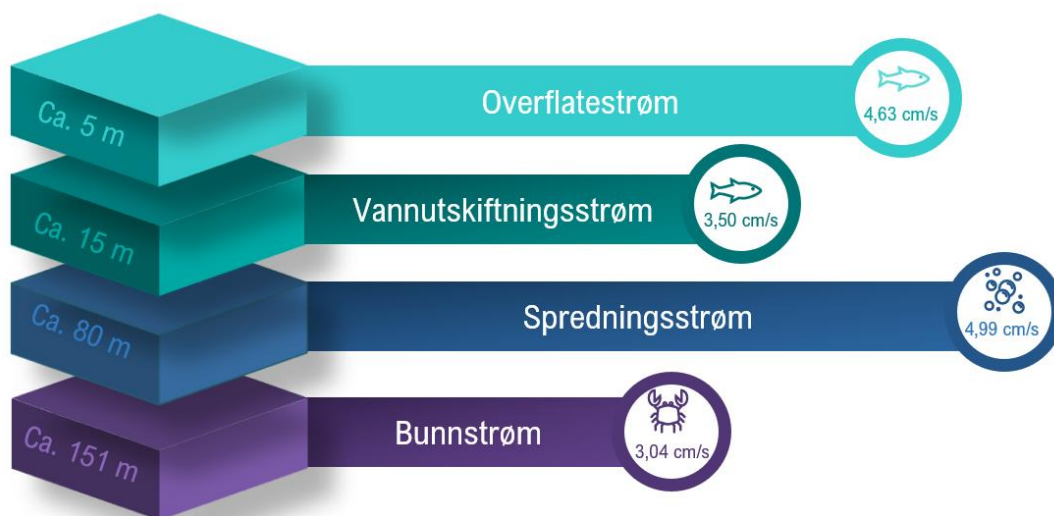 Ca. 5 m
Overflatestrøm
4,63 cm/s
Ca. 15 m
Vannutskiftningsstrøm
3,50 cm/s
Ca. 80 m
Spredningsstrøm
4,99 cm/s
Ca. 151 m
Bunnstrøm
3,04 cm/s